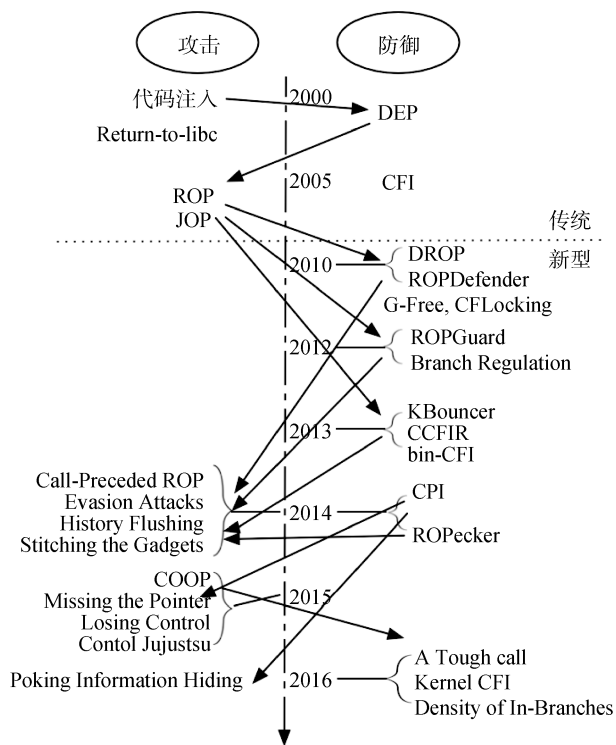 攻击
防御
2000
代码注入
DEP
Return-to-libc
2005
CFI
ROP
JOP
传统
新型
2010
DROP
ROPDefender
G-Free, CFLocking
2012
ROPGuard
Branch Regulation
2013
KBouncer
CCFIR
bin-CFI
Call-Preceded ROP
Evasion Attacks
History Flushing
Stitching the Gadgets
2014
CPI
ROPecker
COOP
Missing the Pointer
Losing Control
Contol Jujustsu
2015
Poking Information Hiding
2016
A Tough call
Kernel CFI
Density of In-Branches